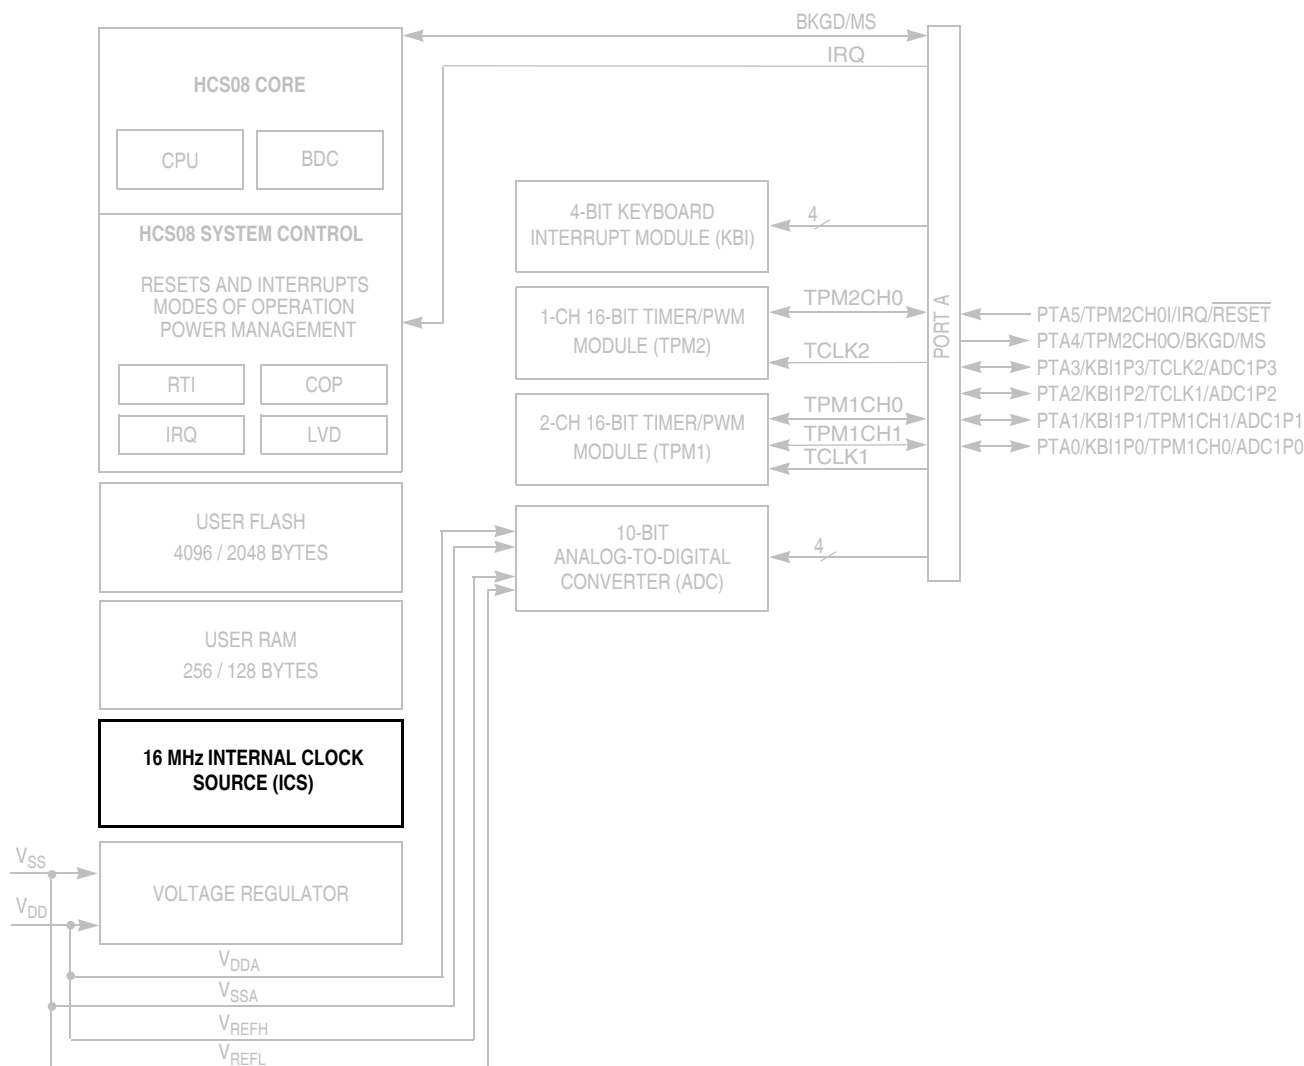 BKGD/MS
IRQ
HCS08 CORE
CPU
BDC
HCS08 SYSTEM CONTROL
RESETS AND INTERRUPTS
MODES OF OPERATION
POWER MANAGEMENT
RTI
COP
IRQ
LVD
USER FLASH
4096 / 2048 BYTES
USER RAM
256 / 128 BYTES
16 MHz INTERNAL CLOCK
SOURCE (ICS)
VOLTAGE REGULATOR
VSS
VDD
VDDA
VSSA
VREFH
VREFL
4-BIT KEYBOARD
INTERRUPT MODULE (KBI)
4
1-CH 16-BIT TIMER/PWM
MODULE (TPM2)
TPM2CH0
TCLK2
2-CH 16-BIT TIMER/PWM
MODULE (TPM1)
TPM1CH0
TPM1CH1
TCLK1
10-BIT
ANALOG-TO-DIGITAL
CONVERTER (ADC)
4
PORT A
PTA5/TPM2CH0I/IRQ/RESET
PTA4/TPM2CH0O/BKGD/MS
PTA3/KBI1P3/TCLK2/ADC1P3
PTA2/KBI1P2/TCLK1/ADC1P2
PTA1/KBI1P1/TPM1CH1/ADC1P1
PTA0/KBI1P0/TPM1CH0/ADC1P0